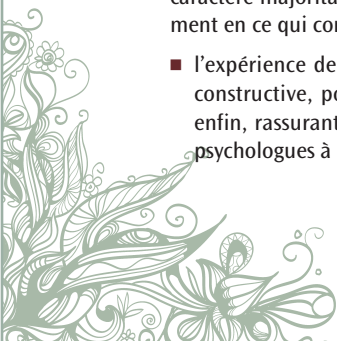 caractère majorita
ment en ce qui con
■ l'expérience de
constructive, po
enfin, rassurant
psychologues à